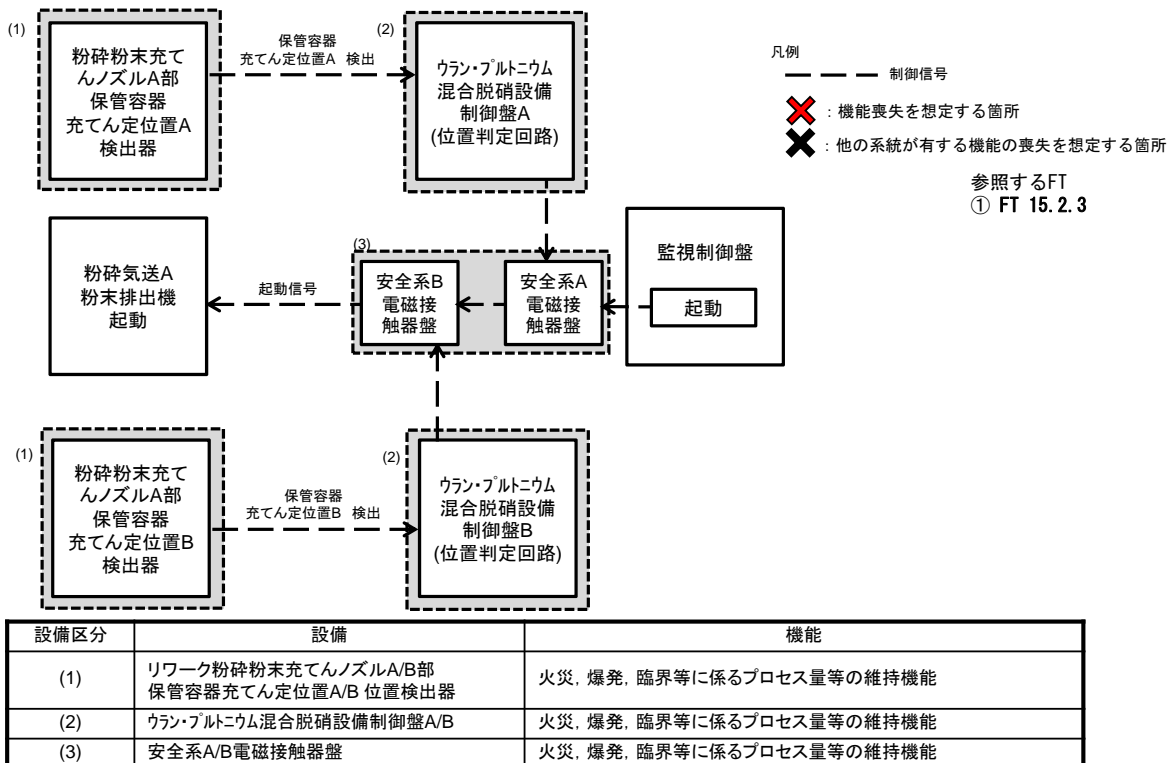 (1)
粉砕粉末充て
んノズルA部
保管容器
充てん定位置A
検出器
保管容器
充てん定位置A 検出
(2)
ウラン・プルトニウム
混合脱硝設備
制御盤A
(位置判定回路)
凡例
制御信号
：機能喪失を想定する箇所
：他の系統が有する機能の喪失を想定する箇所
参照するFT
① FT 15.2.3
粉砕気送A
粉末排出機
起動
起動信号
(3)
安全系B
電磁接
触器盤
安全系A
電磁接
触器盤
監視制御盤
起動
(1)
粉砕粉末充て
んノズルA部
保管容器
充てん定位置B
検出器
保管容器
充てん定位置B 検出
(2)
ウラン・プルトニウム
混合脱硝設備
制御盤B
(位置判定回路)
設備区分 設備 機能
(1) リワーク粉砕粉末充てんノズルA/B部
保管容器充てん定位置A/B 位置検出器 火災，爆発，臨界等に係るプロセス量等の維持機能
(2) ウラン・プルトニウム混合脱硝設備制御盤A/B 火災，爆発，臨界等に係るプロセス量等の維持機能
(3) 安全系A/B電磁接触器盤 火災，爆発，臨界等に係るプロセス量等の維持機能